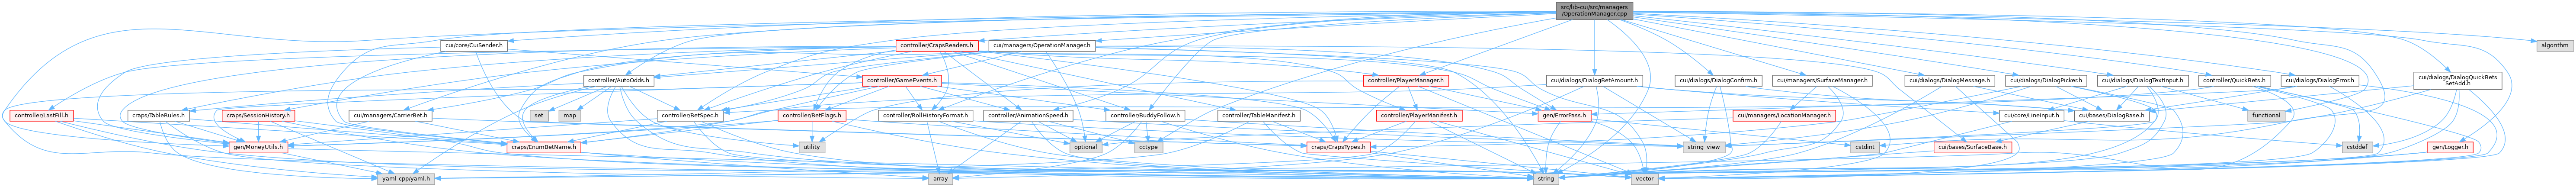 src/lib-cui/src/managers
/OperationManager.cpp
cui/core/CuiSender.h
controller/CrapsReaders.h
cui/managers/OperationManager.h
algorithm
controller/AutoOdds.h
controller/GameEvents.h
controller/PlayerManager.h
cui/dialogs/DialogBetAmount.h
cui/dialogs/DialogConfirm.h
cui/managers/SurfaceManager.h
cui/dialogs/DialogMessage.h
cui/dialogs/DialogPicker.h
cui/dialogs/DialogTextInput.h
controller/QuickBets.h
cui/dialogs/DialogError.h
cui/dialogs/DialogQuickBets
SetAdd.h
controller/LastFill.h
craps/TableRules.h
craps/SessionHistory.h
cui/managers/CarrierBet.h
set
map
controller/BetSpec.h
controller/BetFlags.h
controller/RollHistoryFormat.h
controller/AnimationSpeed.h
controller/BuddyFollow.h
controller/TableManifest.h
controller/PlayerManifest.h
gen/ErrorPass.h
cui/managers/LocationManager.h
cui/core/LineInput.h
cui/bases/DialogBase.h
functional
gen/MoneyUtils.h
craps/EnumBetName.h
utility
optional
cctype
craps/CrapsTypes.h
string_view
cstdint
cui/bases/SurfaceBase.h
cstddef
gen/Logger.h
yaml-cpp/yaml.h
array
string
vector